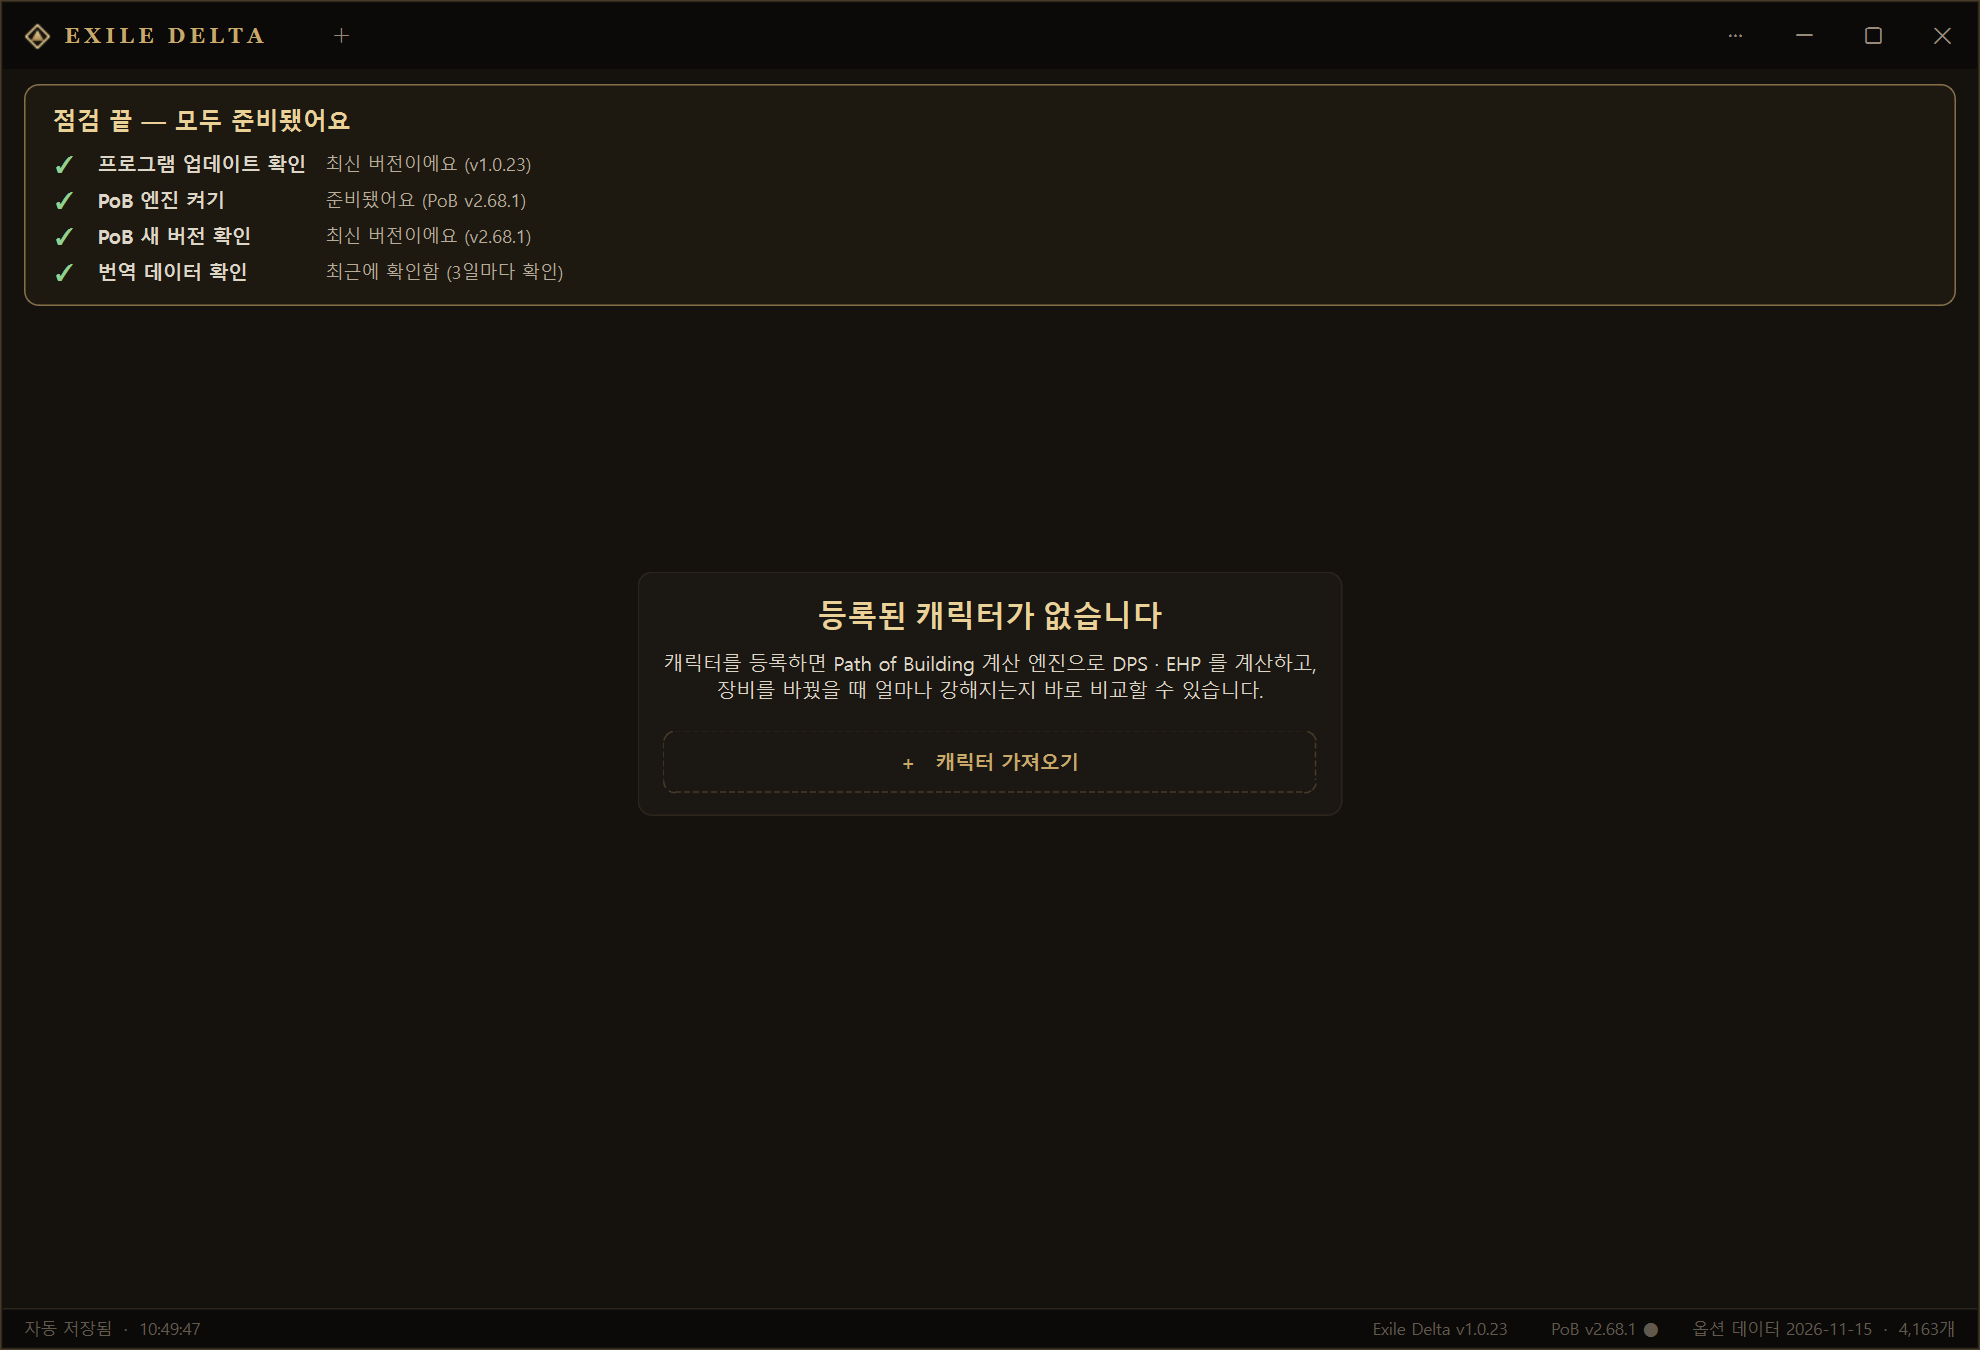 EXILE DELTA
점검 끝 — 모두 준비됐어요
✓ 프로그램 업데이트 확인 최신 버전이에요 (v1.0.23)
✓ PoB 엔진 켜기 준비됐어요 (PoB v2.68.1)
✓ PoB 새 버전 확인 최신 버전이에요 (v2.68.1)
✓ 번역 데이터 확인 최근에 확인함 (3일마다 확인)
등록된 캐릭터가 없습니다
캐릭터를 등록하면 Path of Building 계산 엔진으로 DPS · EHP 를 계산하고,
장비를 바꿨을 때 얼마나 강해지는지 바로 비교할 수 있습니다.
+ 캐릭터 가져오기
자동 저장됨 · 10:49:47
Exile Delta v1.0.23
PoB v2.68.1
옵션 데이터 2026-11-15 · 4,163개